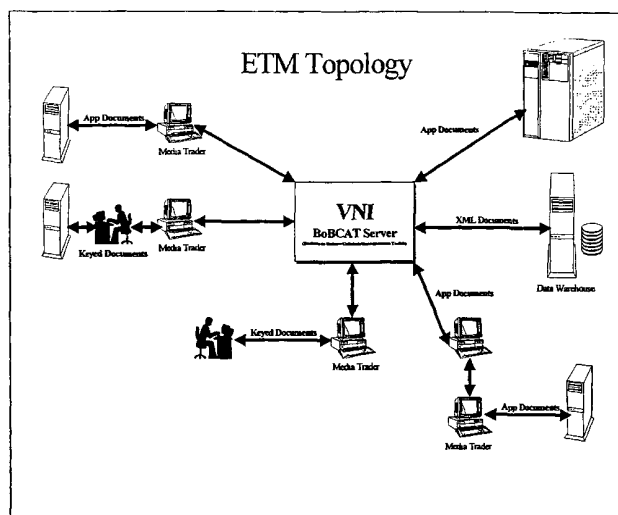 ETM Topology
App Documents
Media Trader
App Documents
VNI
BoBCAT Server
XML Documents
Data Warehouse
Keyed Documents
Media Trader
App Documents
Keyed Documents
Media Trader
App Documents
Media Trader